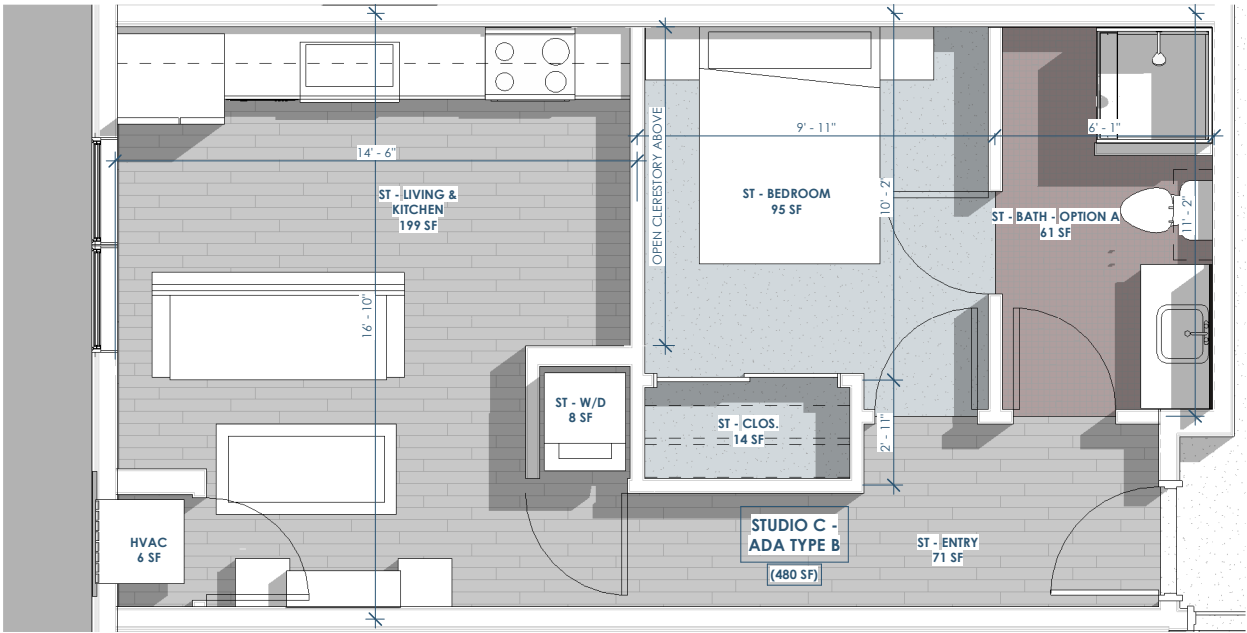 14' - 6"
ST - LIVING &
KITCHEN
199 SF
16' - 10"
OPEN CLERESTORY ABOVE
9' - 11"
ST - BEDROOM
95 SF
10' - 2"
6' - 1"
ST - BATH - OPTION A
61 SF
11' - 2"
ST - W/D
8 SF
ST - CLOS.
14 SF
2' - 11"
HVAC
6 SF
STUDIO C -
ADA TYPE B
(480 SF)
ST - ENTRY
71 SF